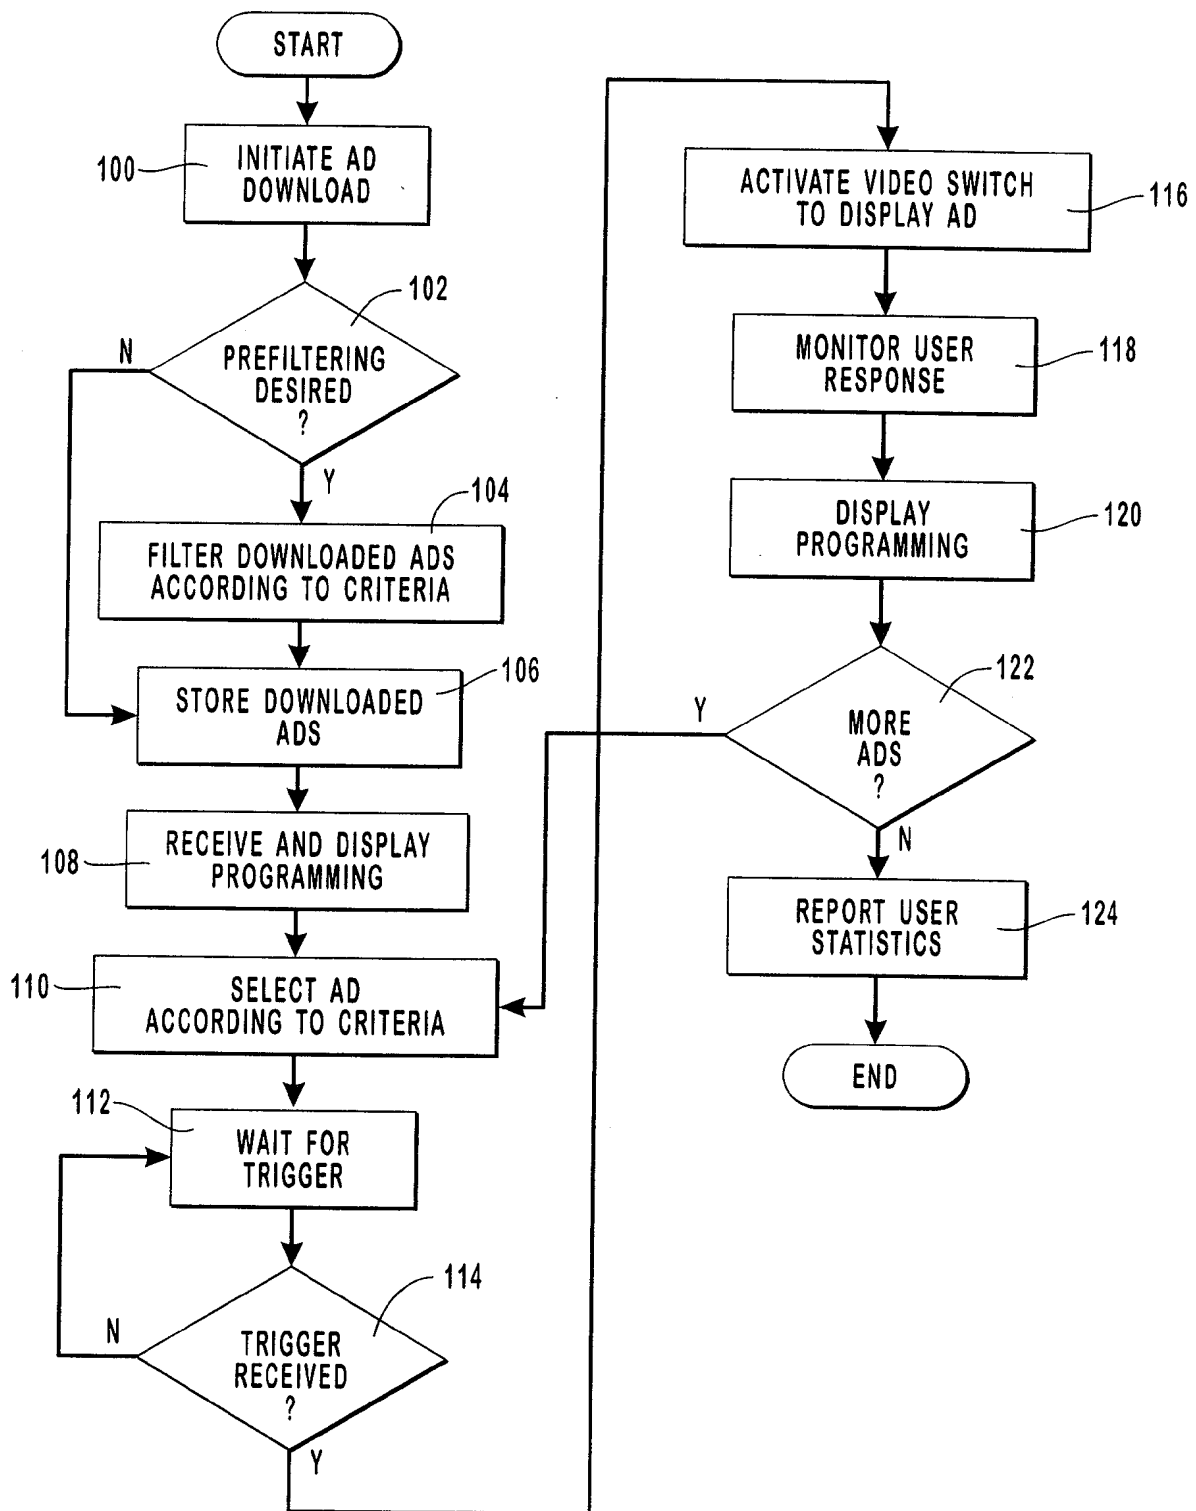 START
100
INITIATE AD
DOWNLOAD
102
N
PREFILTERING
DESIRED
?
Y
104
FILTER DOWNLOADED ADS
ACCORDING TO CRITERIA
106
STORE DOWNLOADED
ADS
108
RECEIVE AND DISPLAY
PROGRAMMING
110
SELECT AD
ACCORDING TO CRITERIA
112
WAIT FOR
TRIGGER
114
N
TRIGGER
RECEIVED
?
Y
ACTIVATE VIDEO SWITCH
TO DISPLAY AD
116
MONITOR USER
RESPONSE
118
DISPLAY
PROGRAMMING
120
122
Y
MORE
ADS
?
N
REPORT USER
STATISTICS
124
END